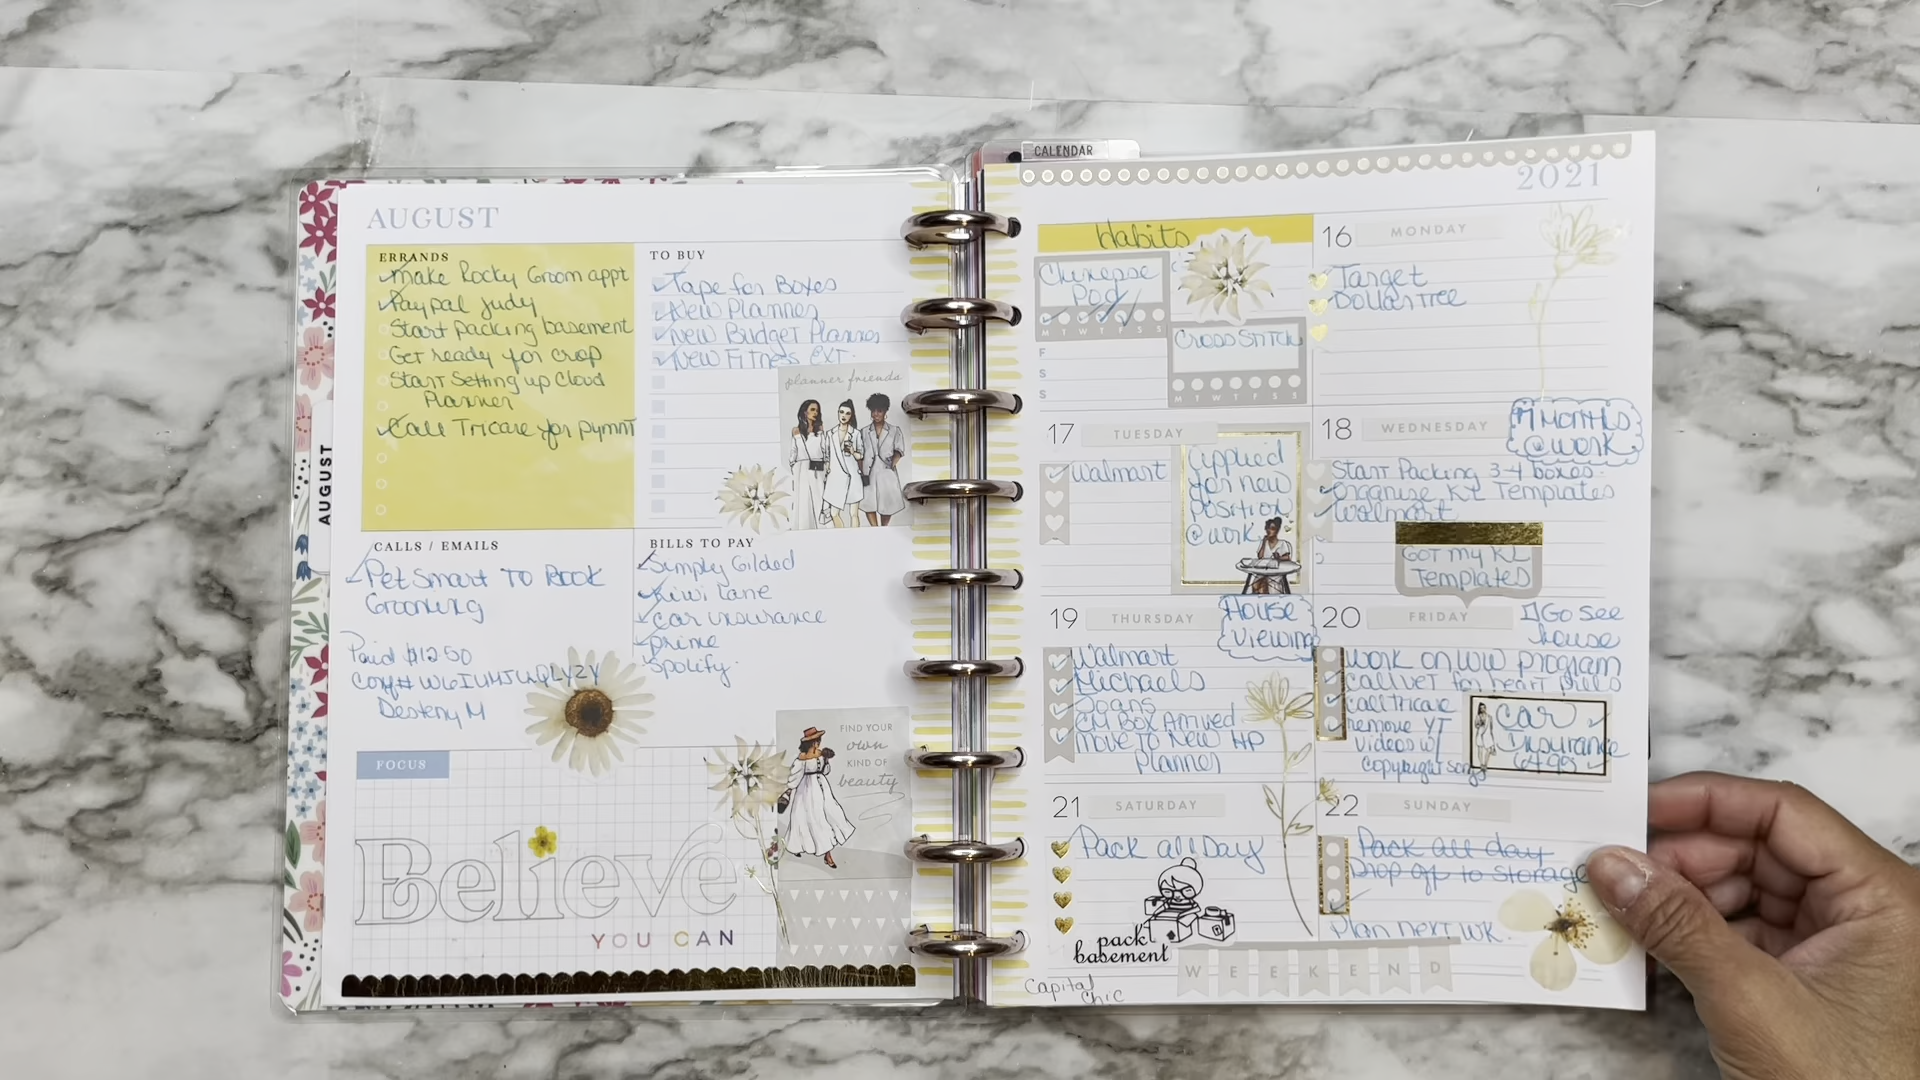 AUGUST
ERRANDS
Make Rocky Groom appt
Paypal Judy
Start packing basement
Get ready for crop
Start Setting up Cloud
Planner
Call Tricare for pymnt
TO BUY
Tape for Boxes
New Planner
New Budget Planner
New Fitness EXT.
planner friends
CALLS / EMAILS
Pet Smart TO BOOK
Grooming
Paid $1250
Desteny M
BILLS TO PAY
Simply Gilded
Kiwi Lane
car insurance
prime
Spotify
FOCUS
FIND YOUR
own
KIND OF
beauty
Believe
YOU CAN
AUGUST
CALENDAR
2021
Habits
M T W T F S S
F
S
S
Cross Stitch
M T W T F S S
16 MONDAY
Target
Dollar Tree
17 TUESDAY
Walmart
Applied
for new
position
@ work
18 WEDNESDAY
7 MONTHS
@ WORK
Start Packing 3-4 boxes.
Organize KL Templates
Walmart
Got my KL
Templates
19 THURSDAY
House
Viewing
Walmart
Michaels
Joans
CM Box Arrived
Move to New HP
Planner
20 FRIDAY
Go See
house
Work on WW program
Call vet for heart pills
call tricare
remove YT
videos w/
copyright song
Car
Insurance
21 SATURDAY
Pack all Day
pack
basement
22 SUNDAY
Pack all day
Drop off to storage
Plan next wk.
WEEKEND
Capital
Chic